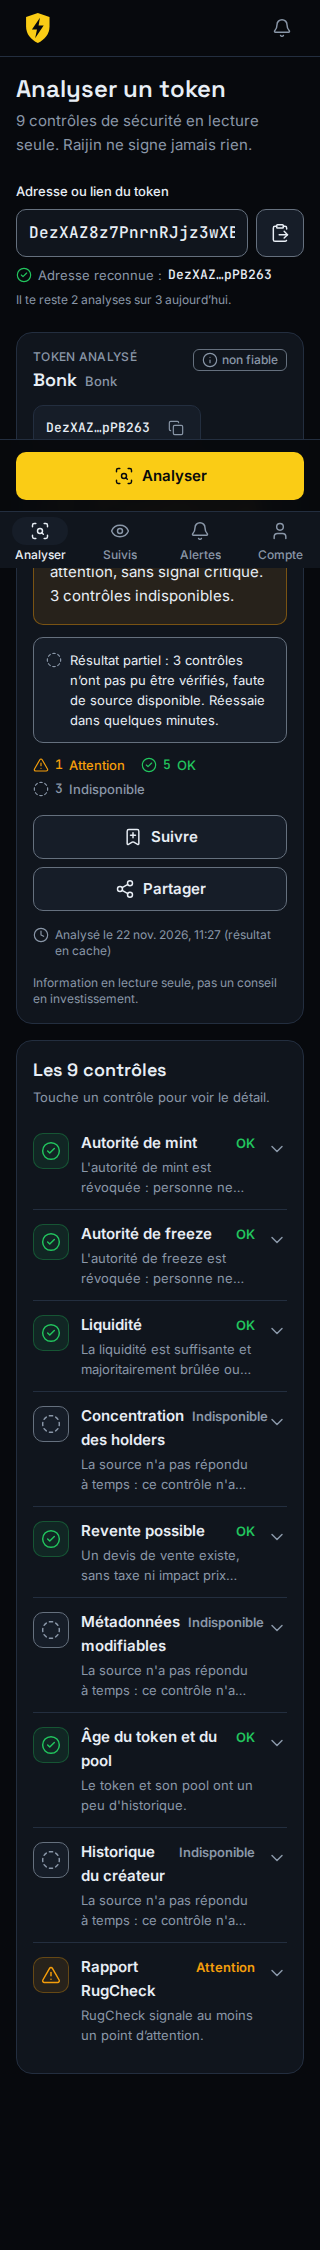 Analyser un token
9 contrôles de sécurité en lecture
seule. Raijin ne signe jamais rien.
Adresse ou lien du token
DezXAZ8z7PnrnRJjz3wXE
Adresse reconnue : DezXAZ…pPB263
Il te reste 2 analyses sur 3 aujourd’hui.
TOKEN ANALYSÉ
non fiable
Bonk Bonk
DezXAZ…pPB263
Analyser
Analyser Suivis Alertes Compte
attention, sans signal critique.
3 contrôles indisponibles.
Résultat partiel : 3 contrôles
n’ont pas pu être vérifiés, faute
de source disponible. Réessaie
dans quelques minutes.
1 Attention 5 OK
3 Indisponible
Suivre
Partager
Analysé le 22 nov. 2026, 11:27 (résultat
en cache)
Information en lecture seule, pas un conseil
en investissement.
Les 9 contrôles
Touche un contrôle pour voir le détail.
Autorité de mint OK
L'autorité de mint est
révoquée : personne ne…
Autorité de freeze OK
L'autorité de freeze est
révoquée : personne ne…
Liquidité OK
La liquidité est suffisante et
majoritairement brûlée ou…
Concentration Indisponible
des holders
La source n'a pas répondu
à temps : ce contrôle n'a…
Revente possible OK
Un devis de vente existe,
sans taxe ni impact prix…
Métadonnées Indisponible
modifiables
La source n'a pas répondu
à temps : ce contrôle n'a…
Âge du token et du OK
pool
Le token et son pool ont un
peu d'historique.
Historique Indisponible
du créateur
La source n'a pas répondu
à temps : ce contrôle n'a…
Rapport Attention
RugCheck
RugCheck signale au moins
un point d’attention.